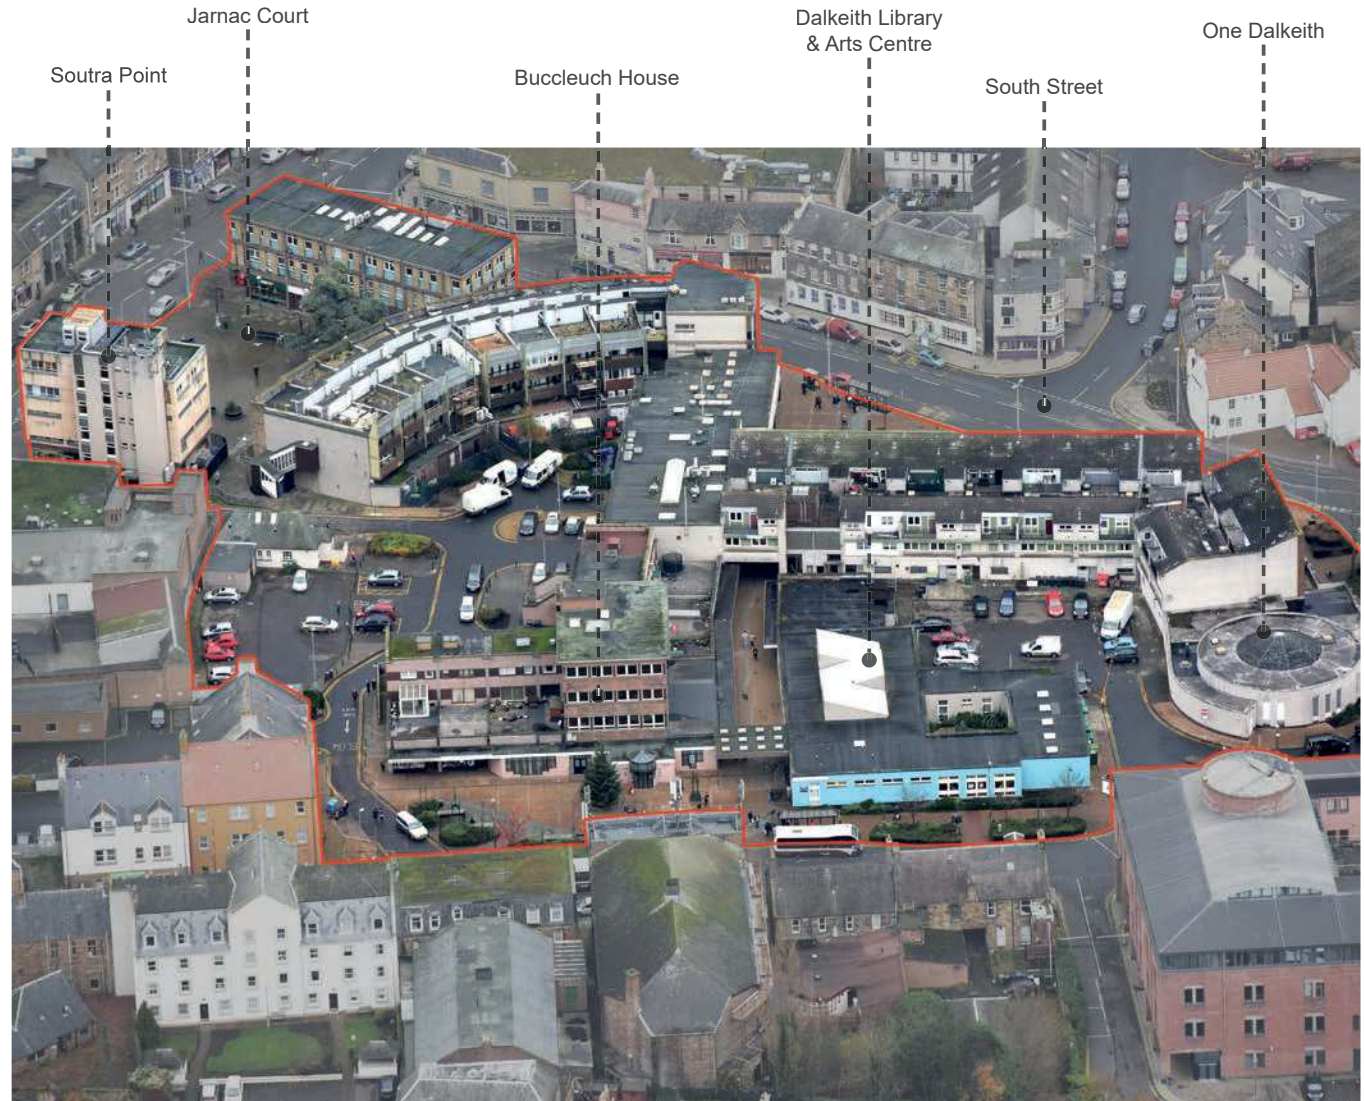 Jarnac Court
Dalkeith Library
& Arts Centre
One Dalkeith
Soutra Point
Buccleuch House
South Street